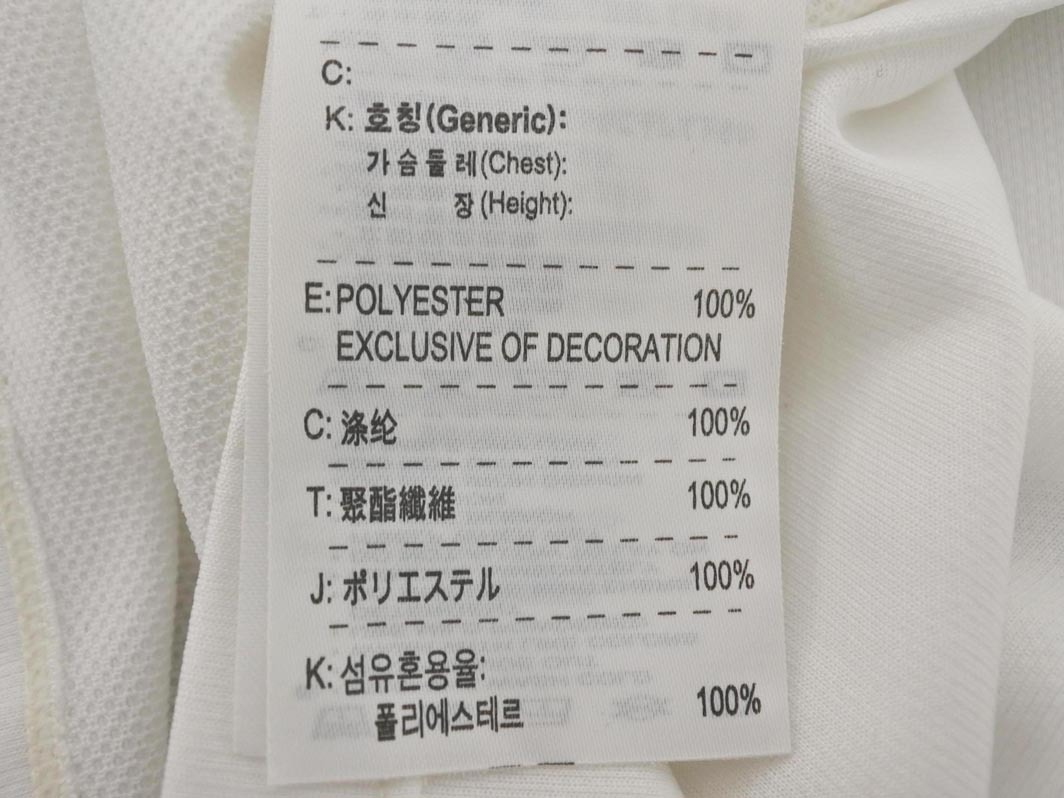 C:
K: 호칭(Generic):
가슴둘레(Chest):
신 장(Height):
E: POLYESTER 100%
EXCLUSIVE OF DECORATION
C: 涤纶 100%
T: 聚酯纖維 100%
J: ポリエステル 100%
K: 섬유혼용율:
폴리에스테르 100%